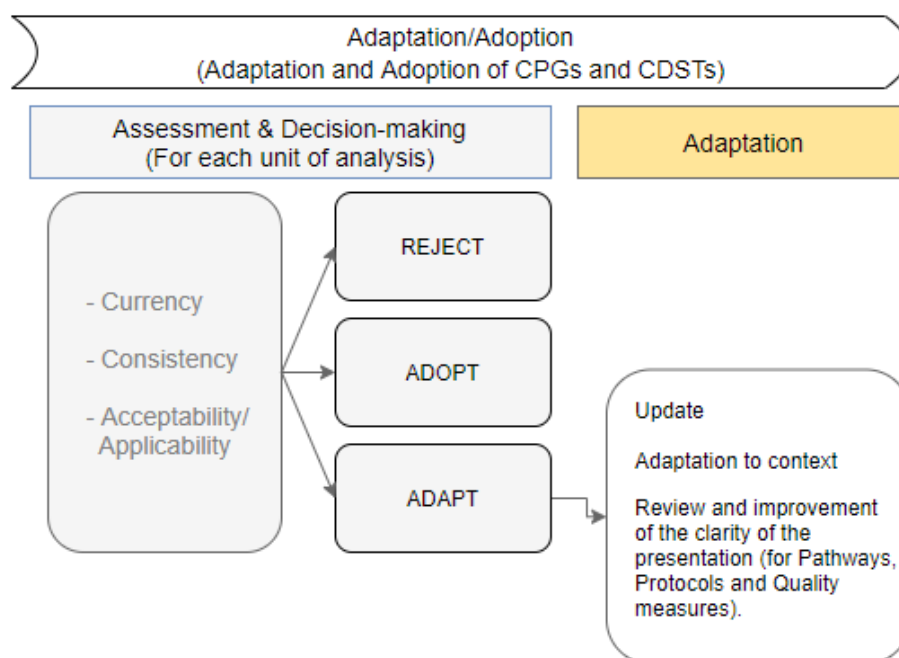 Adaptation/Adoption
(Adaptation and Adoption of CPGs and CDSTs)
Assessment & Decision-making
(For each unit of analysis)
Adaptation
- Currency
- Consistency
- Acceptability/
Applicability
REJECT
ADOPT
ADAPT
Update
Adaptation to context
Review and improvement
of the clarity of the
presentation (for Pathways,
Protocols and Quality
measures).